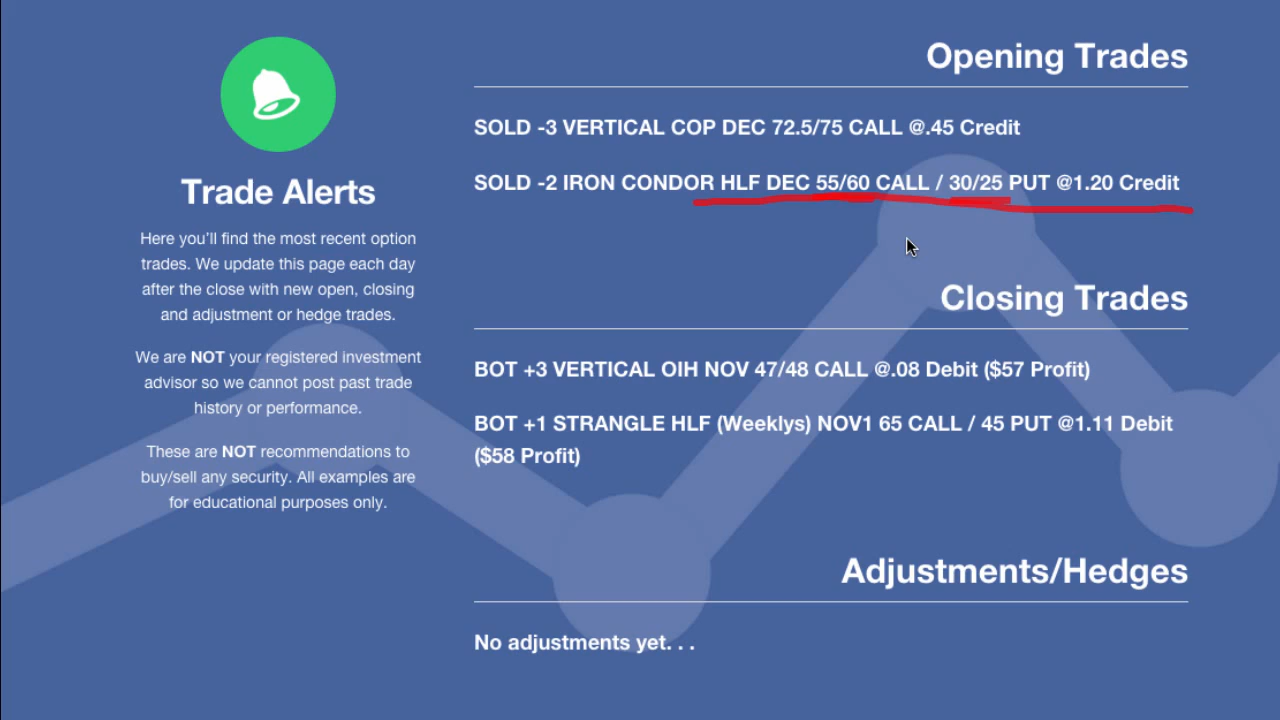 Trade Alerts
Here you'll find the most recent option
trades. We update this page each day
after the close with new open, closing
and adjustment or hedge trades.
We are NOT your registered investment
advisor so we cannot post past trade
history or performance.
These are NOT recommendations to
buy/sell any security. All examples are
for educational purposes only.
Opening Trades
SOLD -3 VERTICAL COP DEC 72.5/75 CALL @.45 Credit
SOLD -2 IRON CONDOR HLF DEC 55/60 CALL / 30/25 PUT @1.20 Credit
Closing Trades
BOT +3 VERTICAL OIH NOV 47/48 CALL @.08 Debit ($57 Profit)
BOT +1 STRANGLE HLF (Weeklys) NOV1 65 CALL / 45 PUT @1.11 Debit
($58 Profit)
Adjustments/Hedges
No adjustments yet. . .